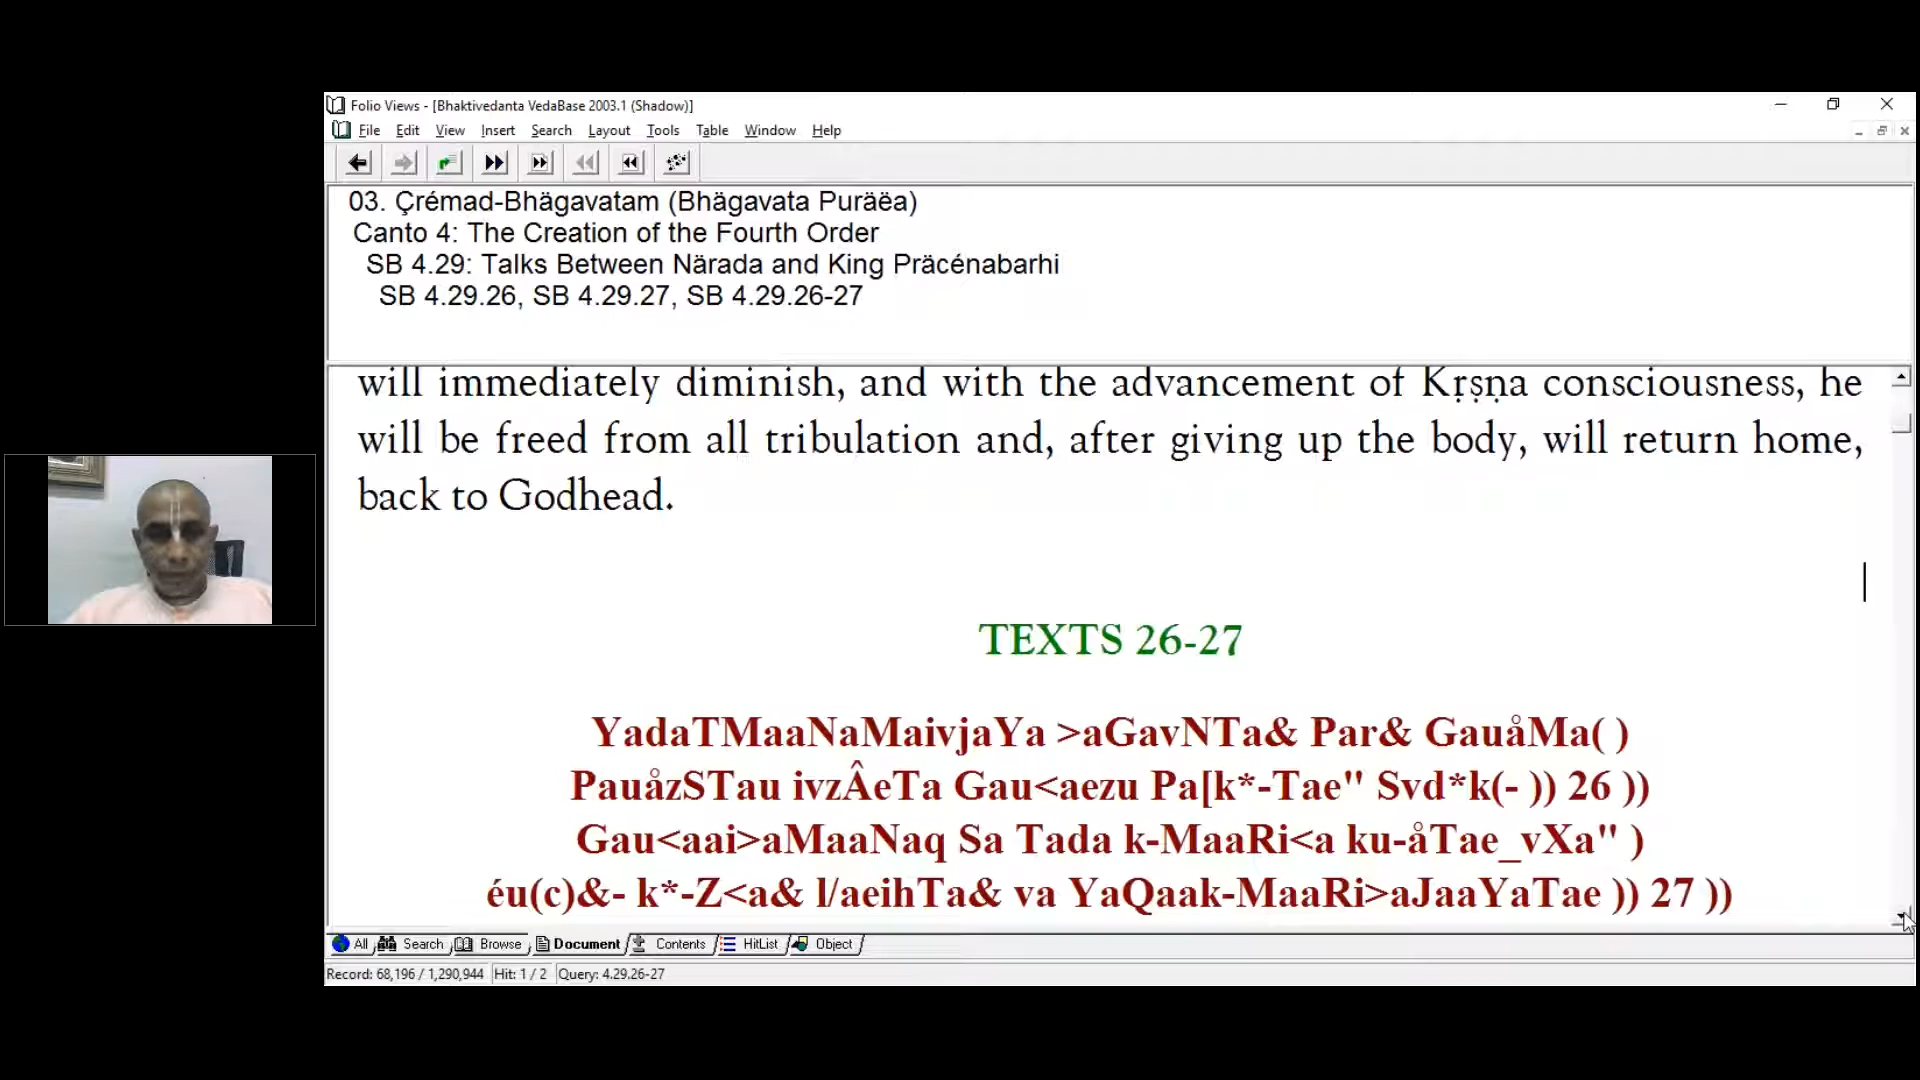 Folio Views - [Bhaktivedanta VedaBase 2003.1 (Shadow)]
File Edit View Insert Search Layout Tools Table Window Help
03. Çrémad-Bhägavatam (Bhägavata Puräëa)
Canto 4: The Creation of the Fourth Order
SB 4.29: Talks Between Närada and King Präcénabarhi
SB 4.29.26, SB 4.29.27, SB 4.29.26-27
will immediately diminish, and with the advancement of Kṛṣṇa consciousness, he
will be freed from all tribulation and, after giving up the body, will return home,
back to Godhead.
TEXTS 26-27
YadaTMaaNaMaivjaYa >aGavNTa& Par& GauåMa( )
PauåzSTau ivzÂeTa Gau<aezu Pa[k*-Tae" Svd*k(- )) 26 ))
Gau<aai>aMaaNaq Sa Tada k-MaaRi<a ku-åTae_vXa" )
éu(c)&- k*-Z<a& l/aeihTa& va YaQaak-MaaRi>aJaaYaTae )) 27 ))
All Search Browse Document Contents HitList Object
Record: 68,196 / 1,290,944 Hit: 1 / 2 Query: 4.29.26-27